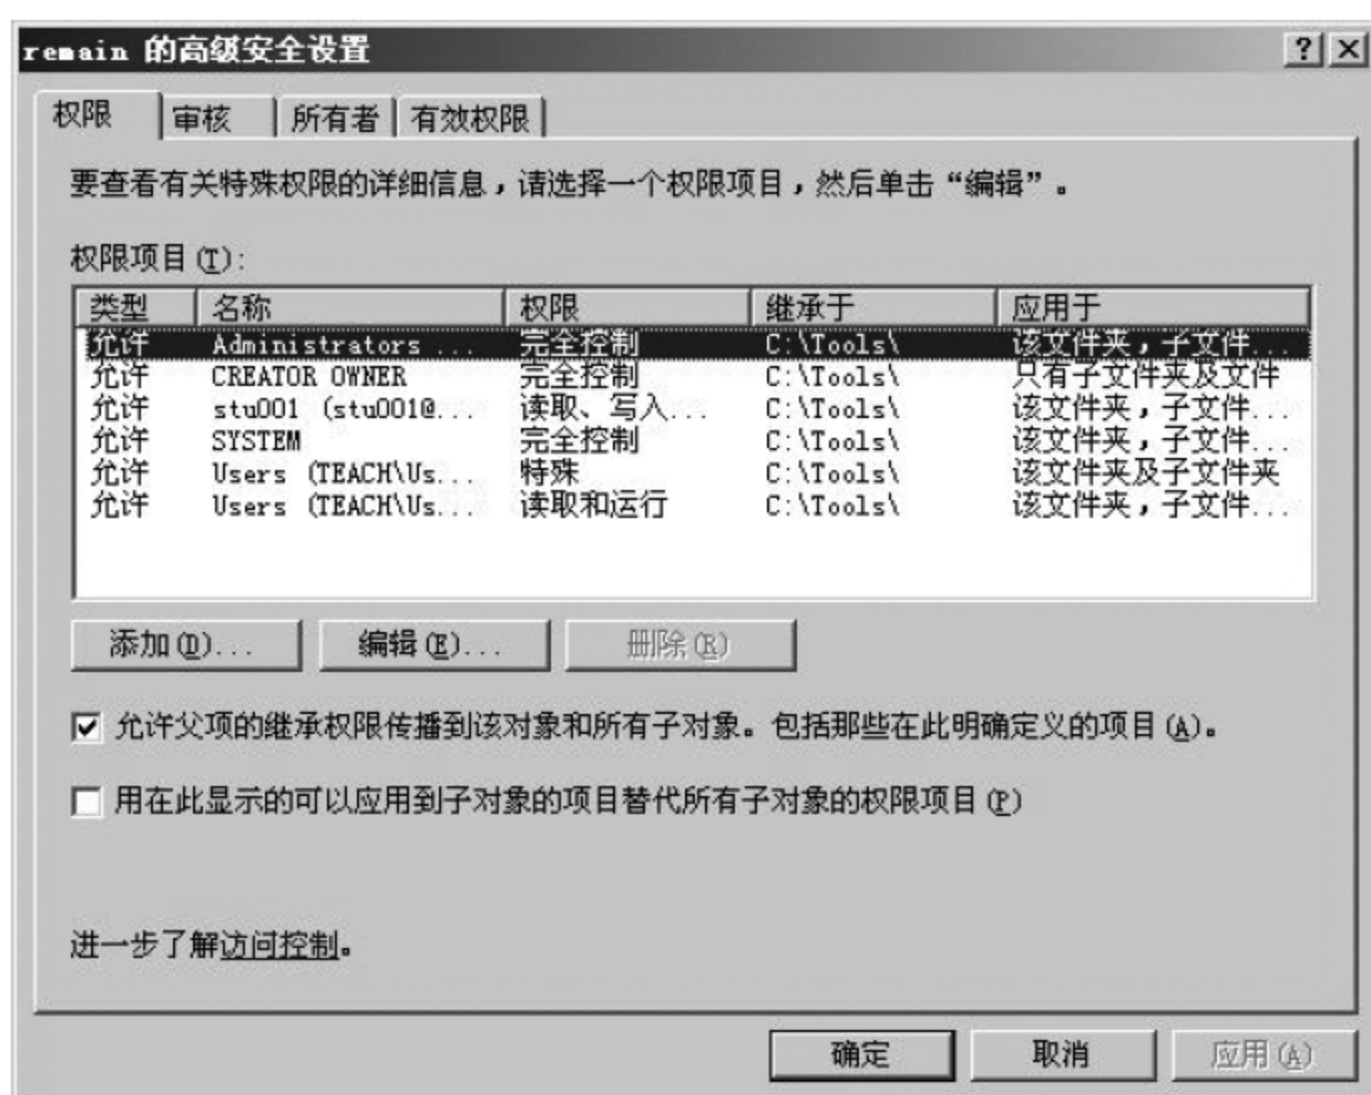 remain 的高级安全设置
权限 审核 所有者 有效权限
要查看有关特殊权限的详细信息，请选择一个权限项目，然后单击“编辑”。
权限项目(T):
类型 名称 权限 继承于 应用于
允许 Administrators ... 完全控制 C:\Tools\ 该文件夹，子文件...
允许 CREATOR OWNER 完全控制 C:\Tools\ 只有子文件夹及文件
允许 stu001 (stu001@... 读取、写入... C:\Tools\ 该文件夹，子文件...
允许 SYSTEM 完全控制 C:\Tools\ 该文件夹，子文件...
允许 Users (TEACH\Us... 特殊 C:\Tools\ 该文件夹及子文件夹
允许 Users (TEACH\Us... 读取和运行 C:\Tools\ 该文件夹，子文件...
添加(D)... 编辑(E)... 删除(R)
允许父项的继承权限传播到该对象和所有子对象。包括那些在此明确定义的项目(A)。
用在此显示的可以应用到子对象的项目替代所有子对象的权限项目(P)
进一步了解访问控制。
确定 取消 应用(A)